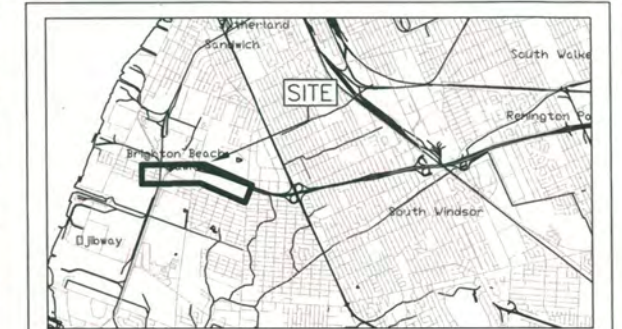 Sutherland
Sandwich
South Walke
SITE
Remington Pa
Brighton Beach
South Windsor
Ojibway